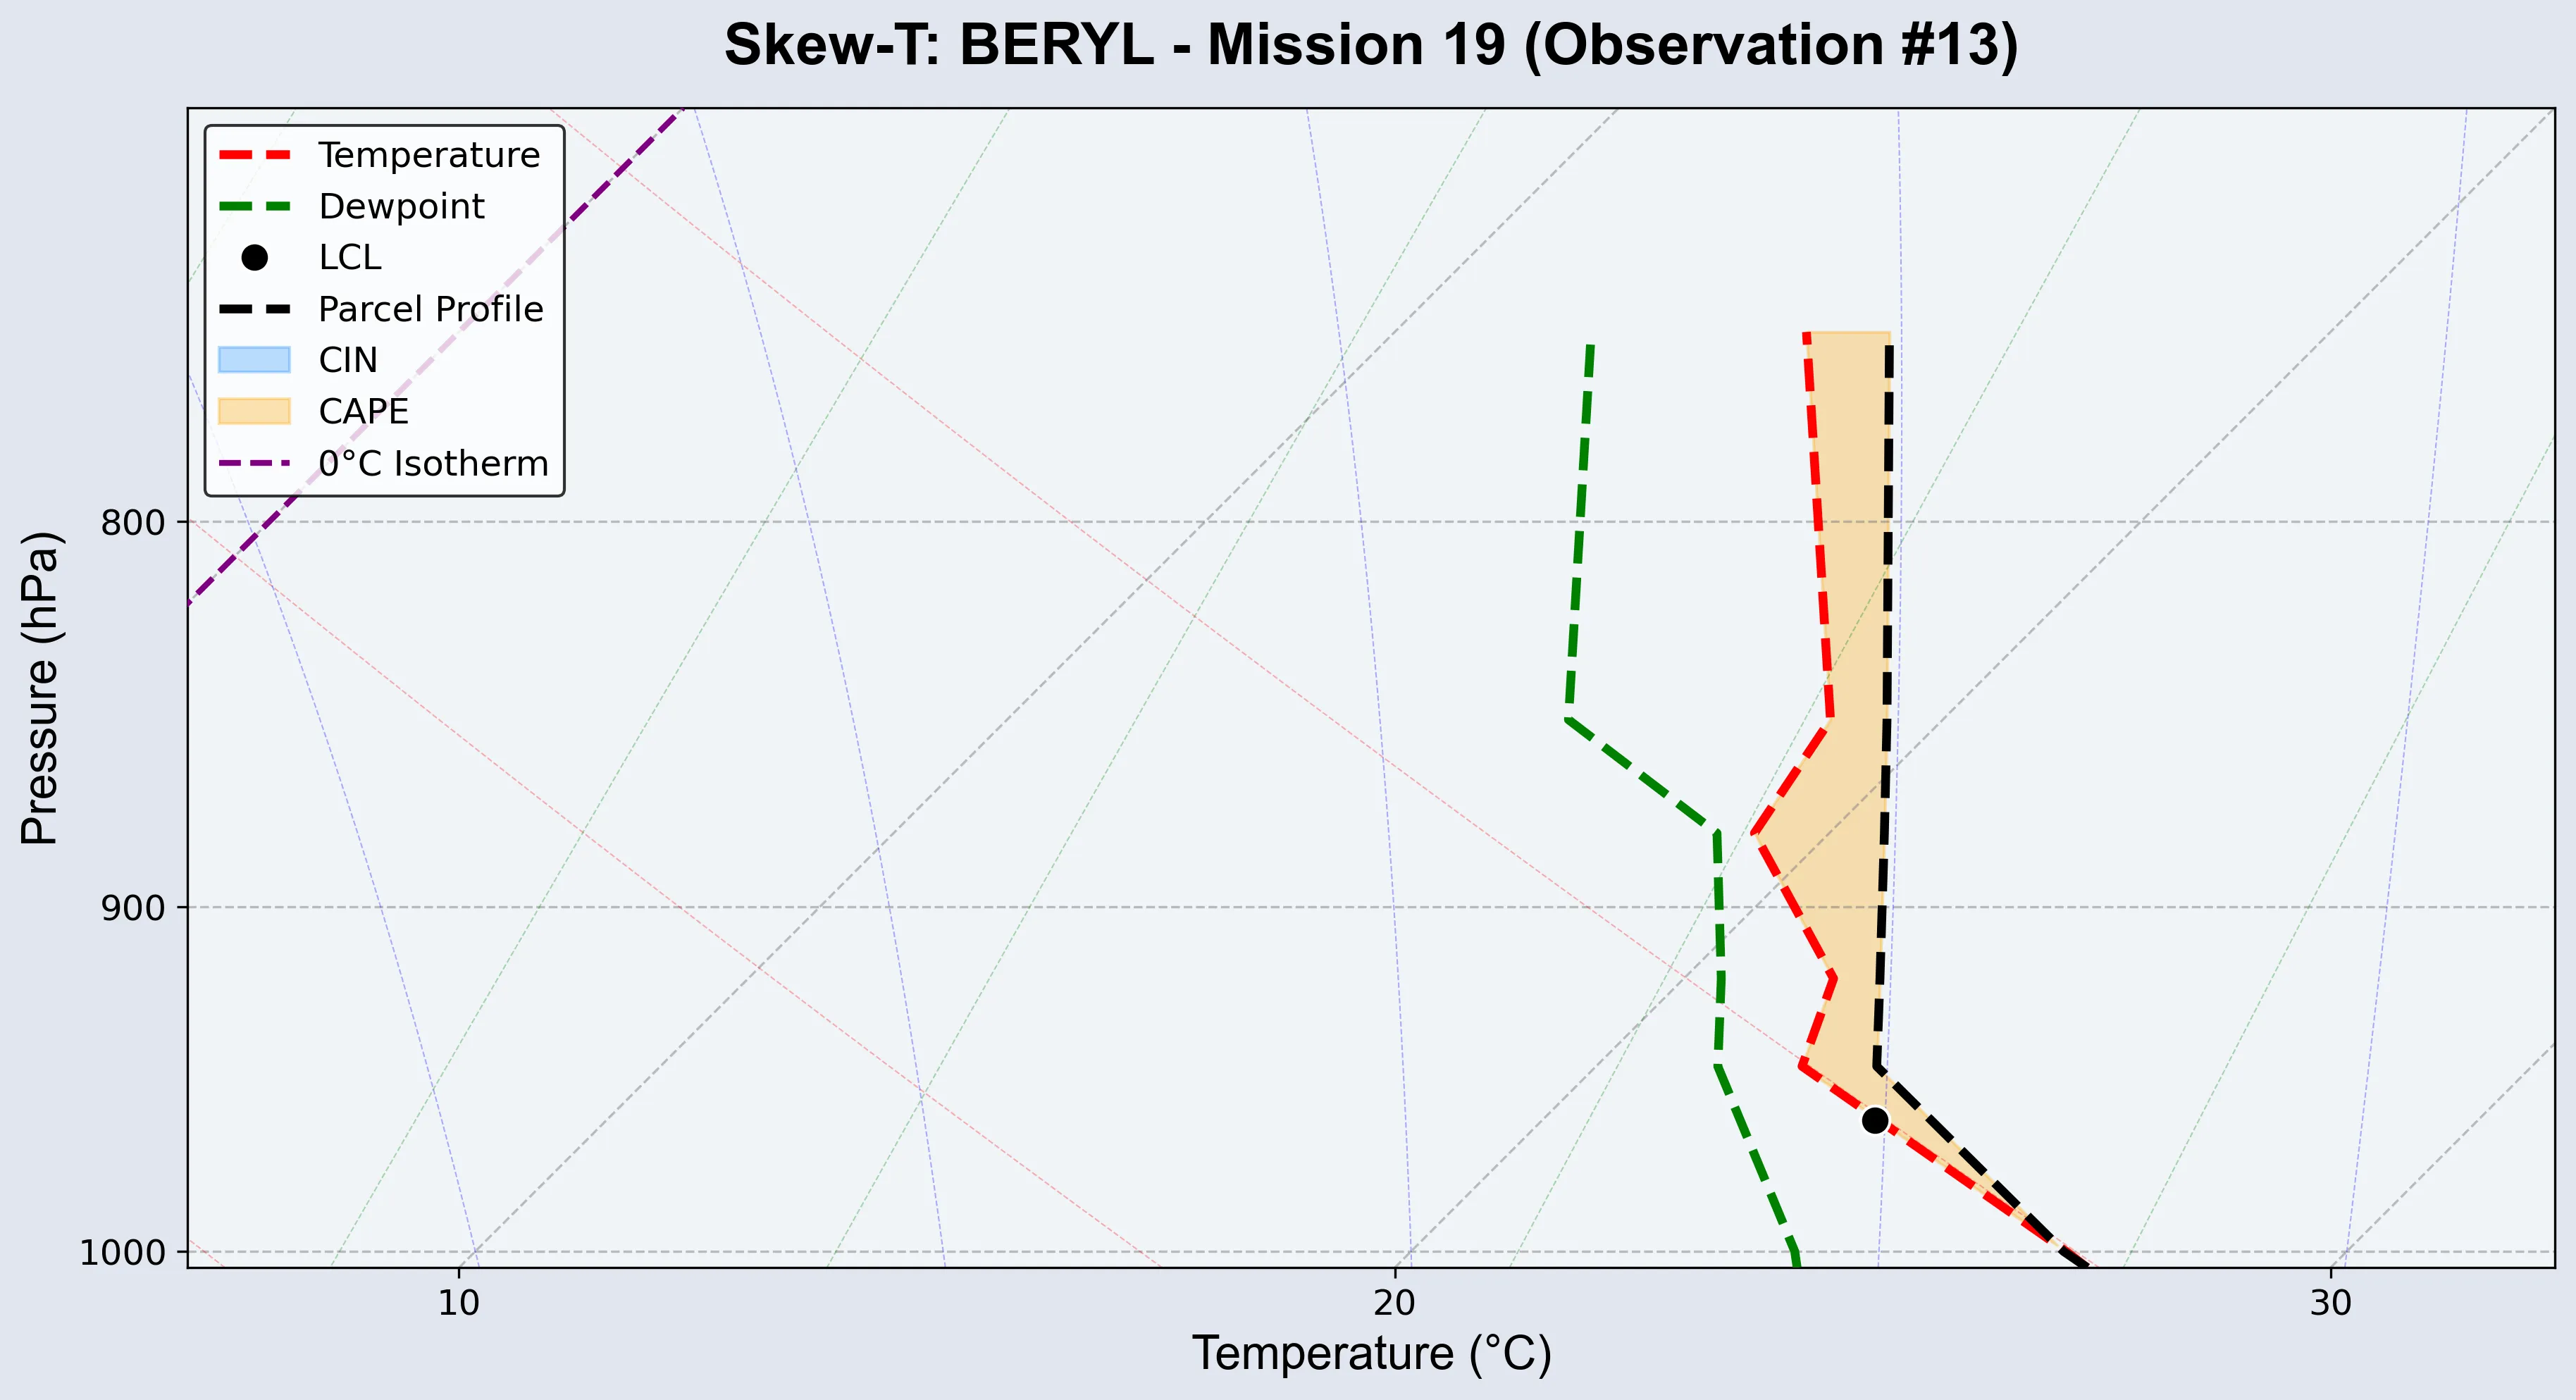 Skew-T: BERYL - Mission 19 (Observation #13)
Temperature
Dewpoint
LCL
Parcel Profile
CIN
CAPE
0°C Isotherm
Pressure (hPa)
800
900
1000
10
20
30
Temperature (°C)